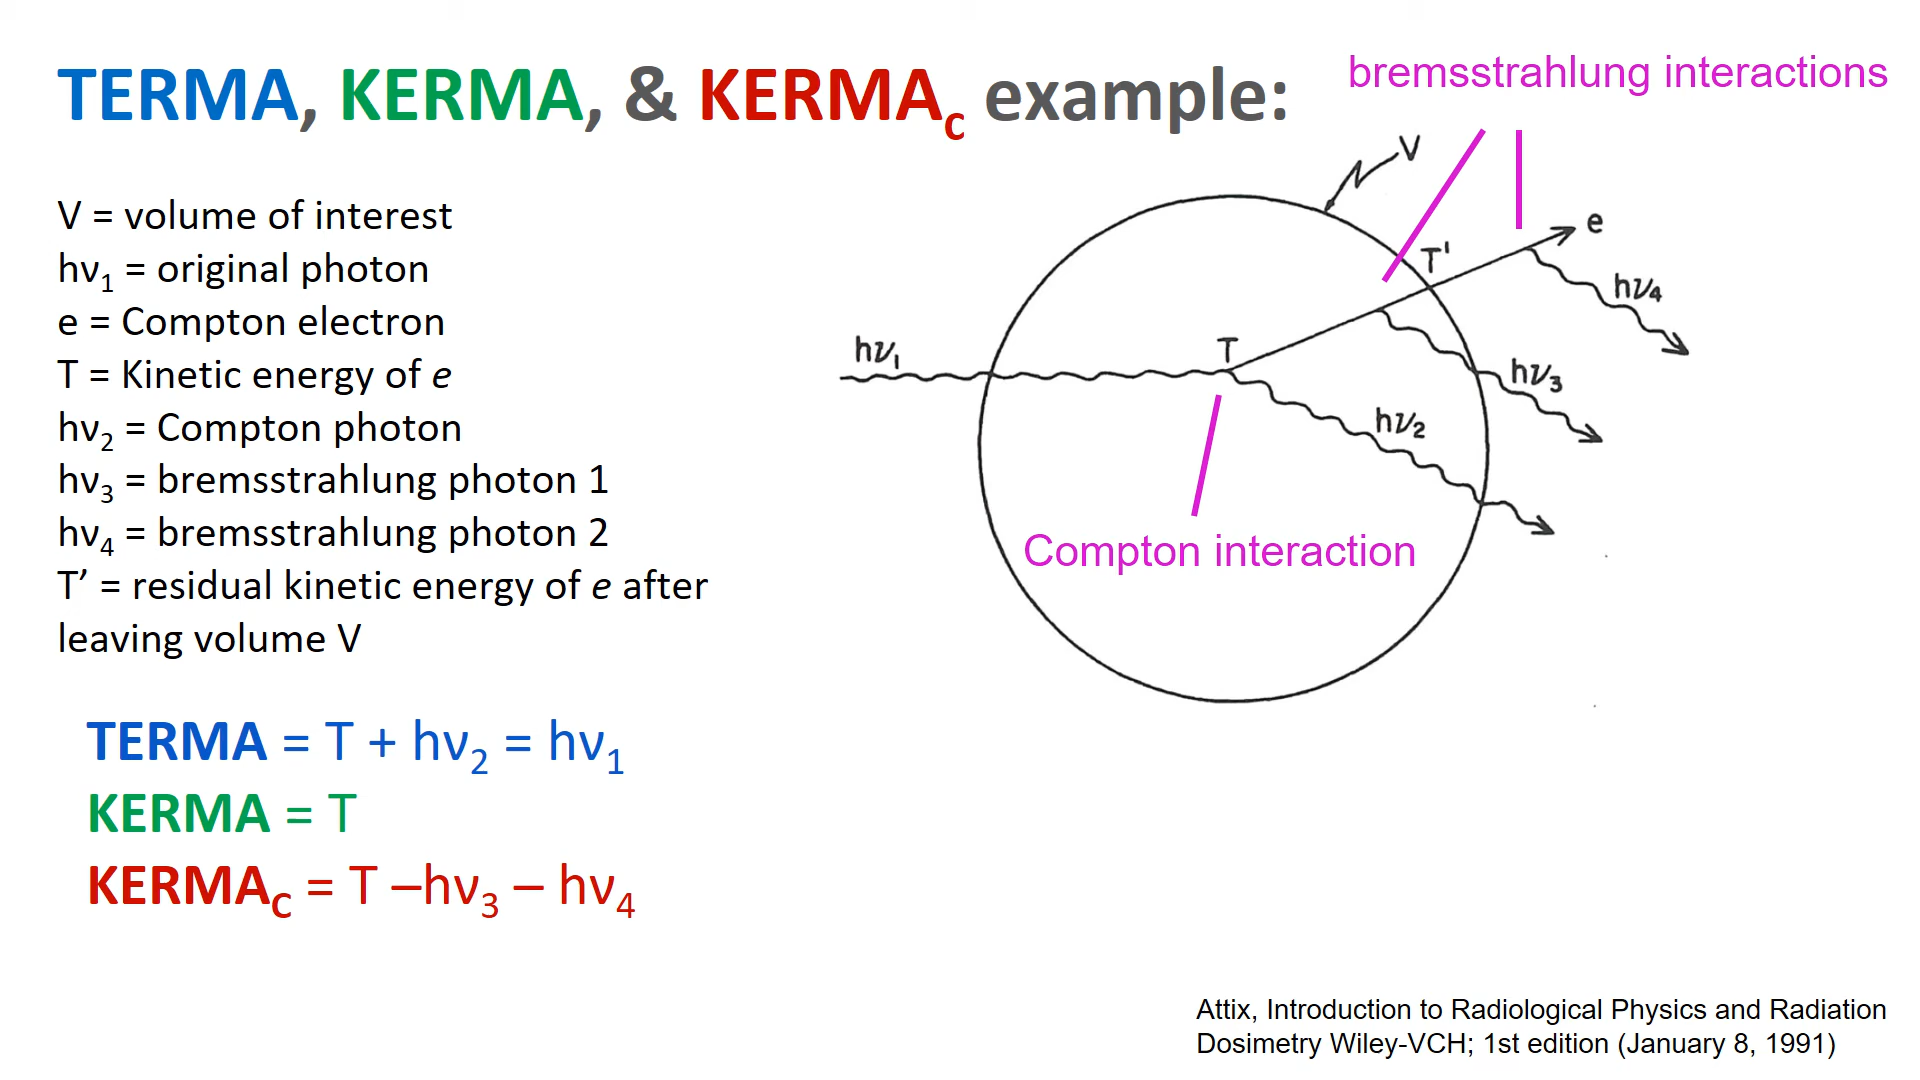 TERMA, KERMA, & KERMAc example:
bremsstrahlung interactions
V = volume of interest
hν1 = original photon
e = Compton electron
T = Kinetic energy of e
hν2 = Compton photon
hν3 = bremsstrahlung photon 1
hν4 = bremsstrahlung photon 2
T’ = residual kinetic energy of e after
leaving volume V
V
e
T'
hν4
T
hν1
hν3
hν2
Compton interaction
TERMA = T + hν2 = hν1
KERMA = T
KERMAC = T –hν3 – hν4
Attix, Introduction to Radiological Physics and Radiation
Dosimetry Wiley-VCH; 1st edition (January 8, 1991)